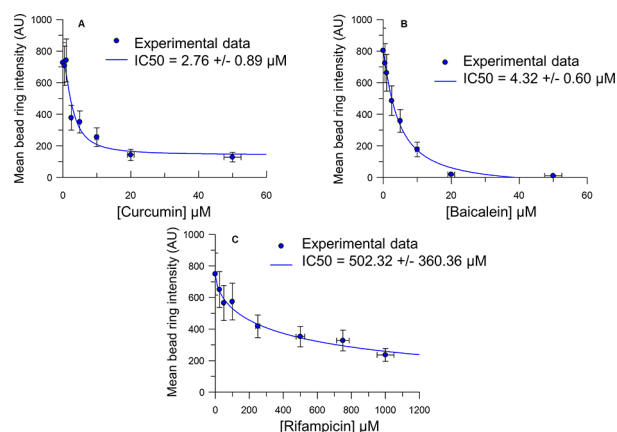 A
Experimental data
IC50 = 2.76 +/- 0.89 µM
Mean bead ring intensity (AU)
1000
800
600
400
200
0
0 20 40 60
[Curcumin] µM
B
Experimental data
IC50 = 4.32 +/- 0.60 µM
Mean bead ring intensity (AU)
1000
800
600
400
200
0
0 20 40 60
[Baicalein] µM
C
Experimental data
IC50 = 502.32 +/- 360.36 µM
Mean bead ring intensity (AU)
1000
800
600
400
200
0
0 200 400 600 800 1000 1200
[Rifampicin] µM